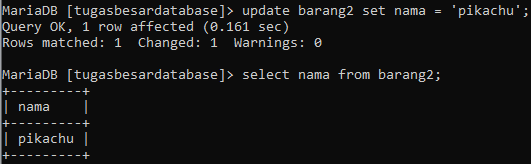 MariaDB [tugasbesardatabase]> update barang2 set nama = 'pikachu';
Query OK, 1 row affected (0.161 sec)
Rows matched: 1  Changed: 1  Warnings: 0

MariaDB [tugasbesardatabase]> select nama from barang2;
+---------+
| nama    |
+---------+
| pikachu |
+---------+